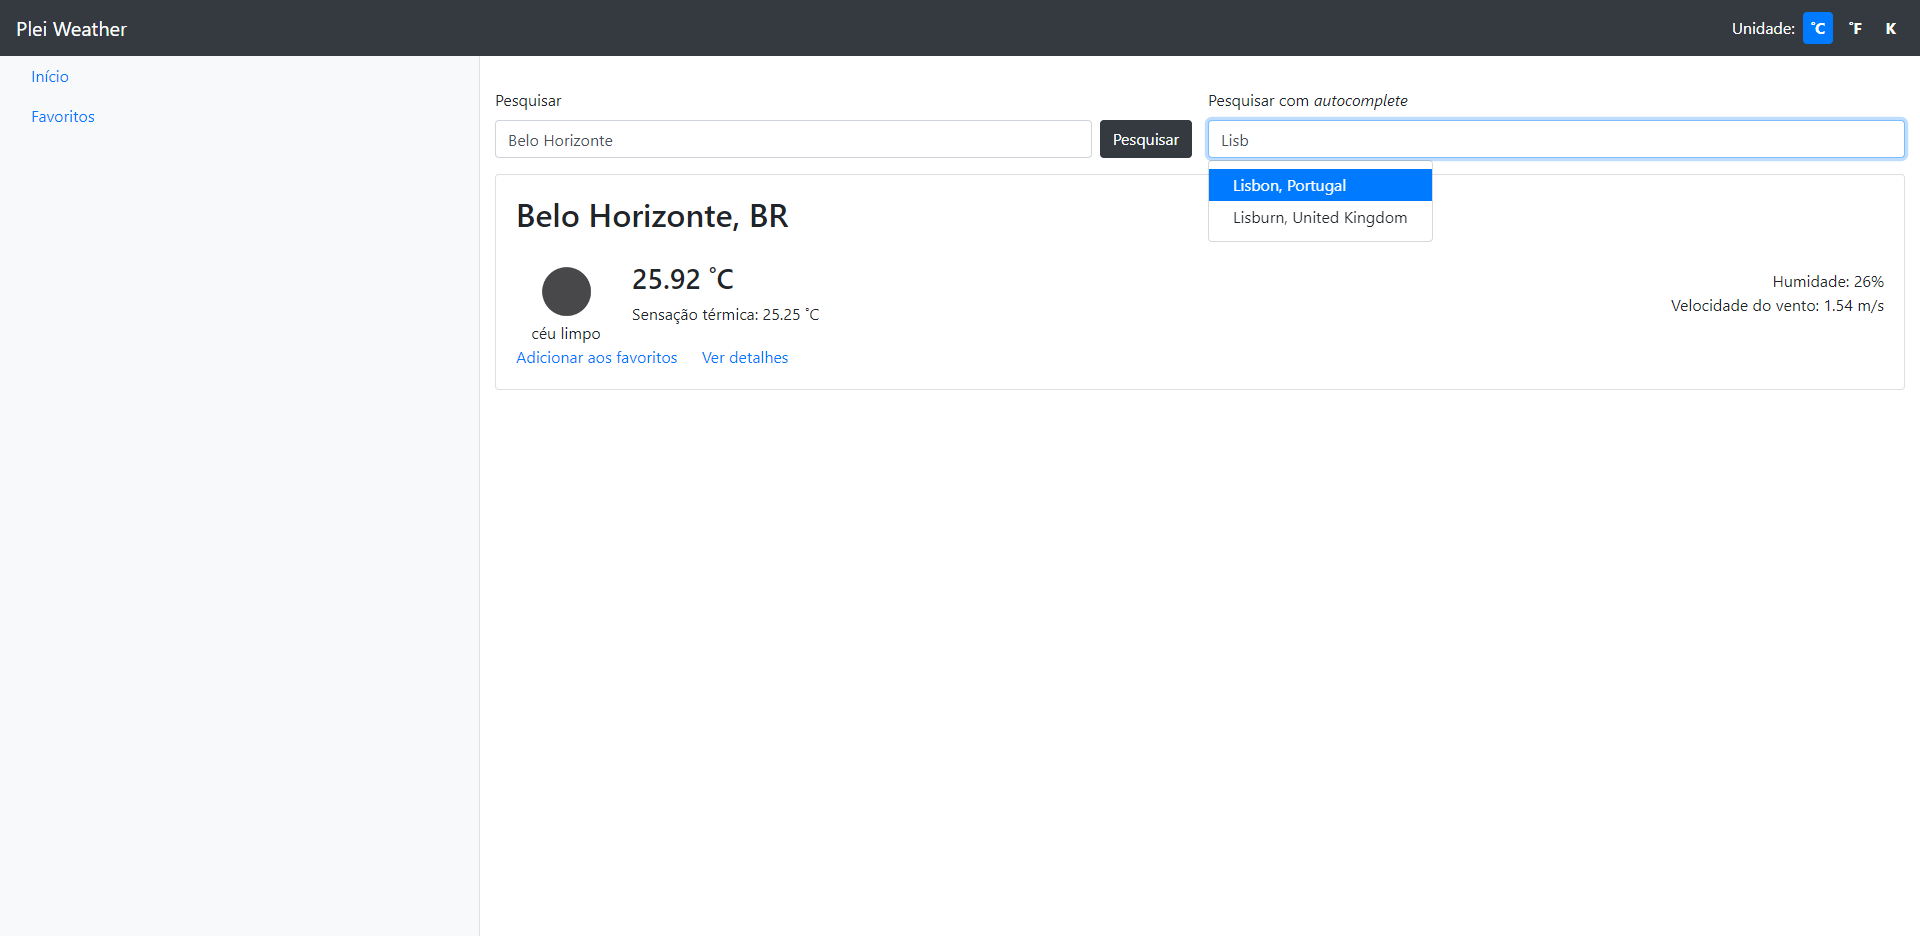 Plei Weather
Unidade: °C °F K
Início
Favoritos
Pesquisar
Belo Horizonte
Pesquisar
Pesquisar com autocomplete
Lisb
Lisbon, Portugal
Lisburn, United Kingdom
Belo Horizonte, BR
25.92 °C
Sensação térmica: 25.25 °C
céu limpo
Humidade: 26%
Velocidade do vento: 1.54 m/s
Adicionar aos favoritos Ver detalhes